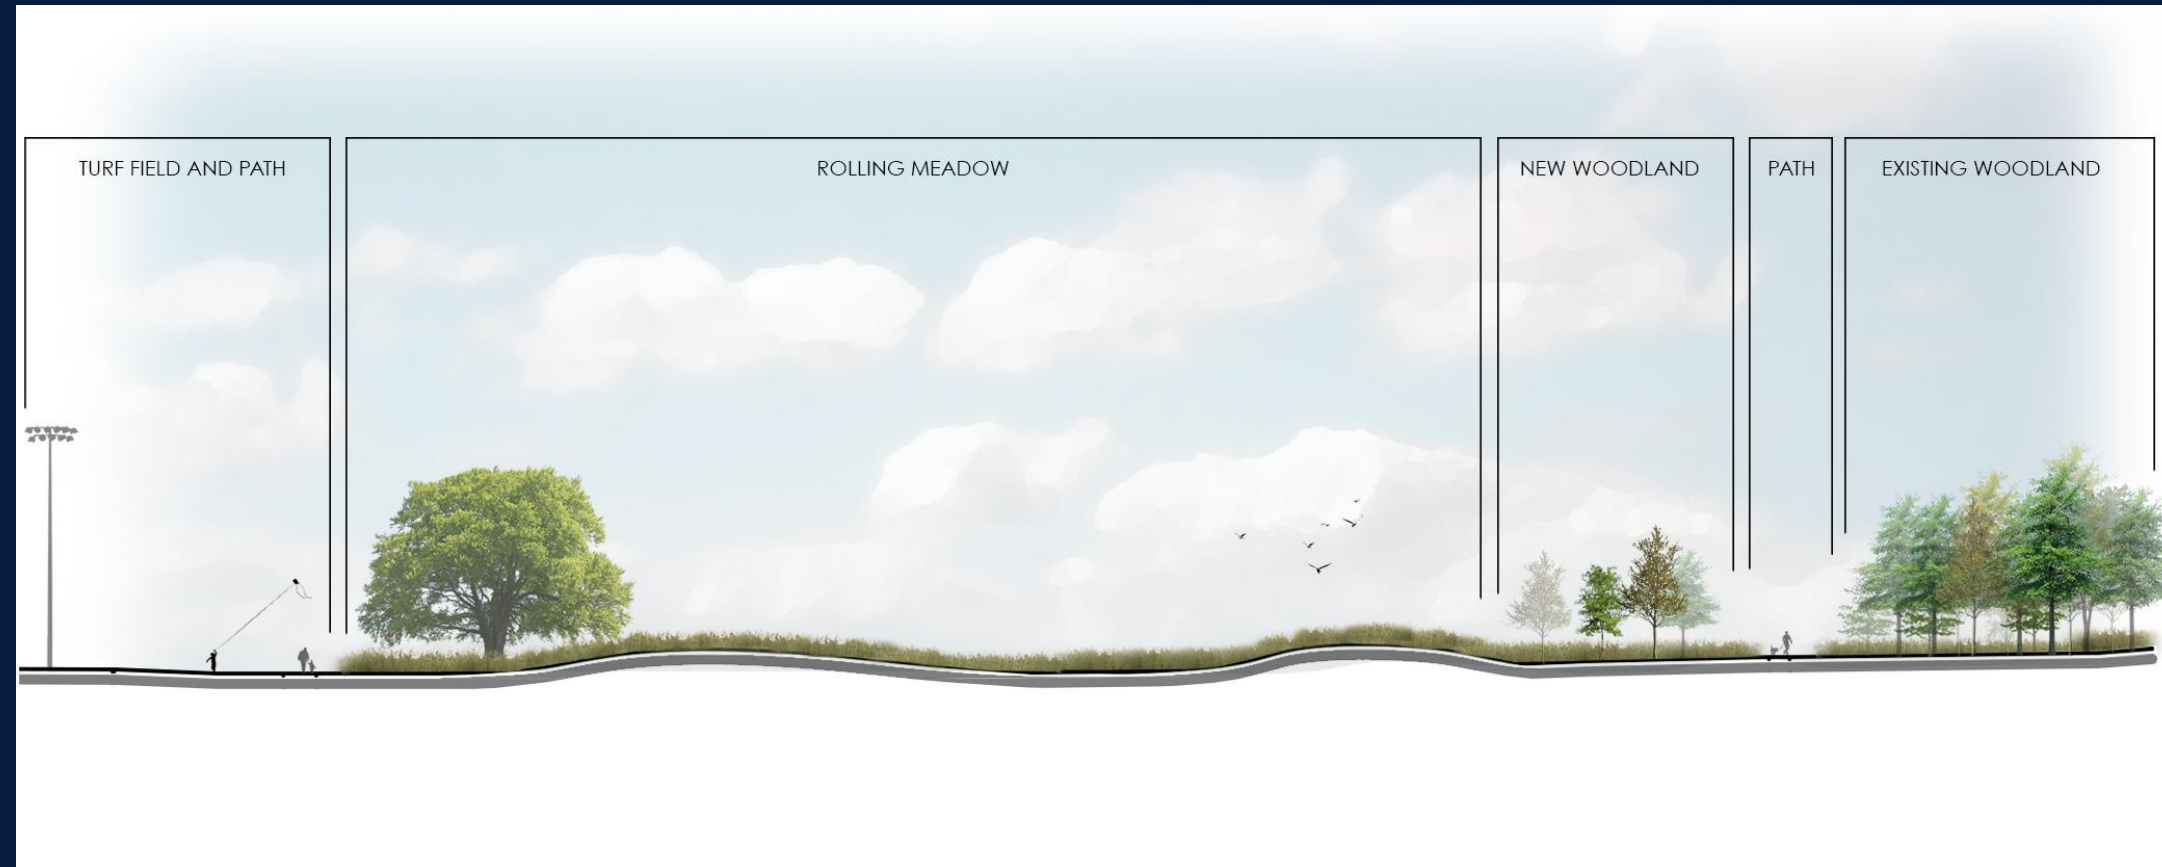 TURF FIELD AND PATH
ROLLING MEADOW
NEW WOODLAND
PATH
EXISTING WOODLAND